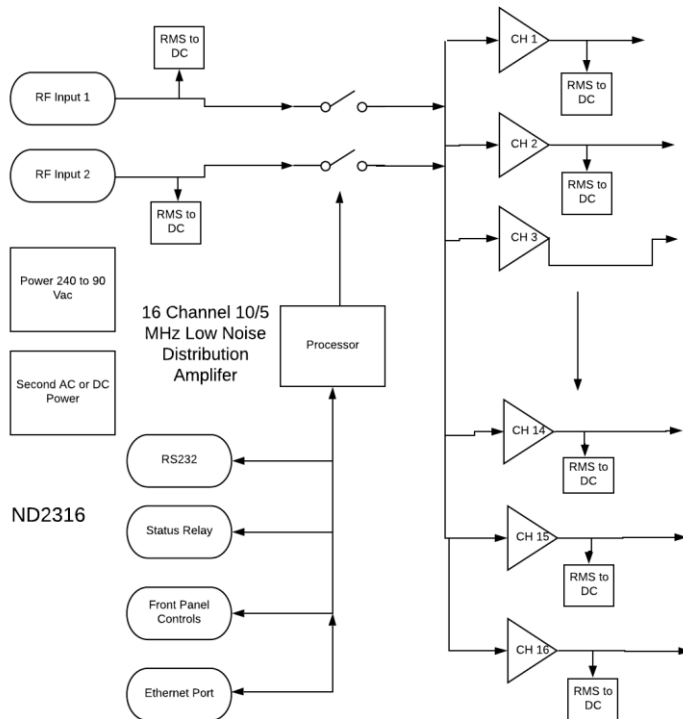 RMS to
DC
CH 1
RF Input 1
RMS to
DC
RF Input 2
CH 2
RMS to
DC
RMS to
DC
CH 3
Power 240 to 90
Vac
16 Channel 10/5
MHz Low Noise
Distribution
Amplifer
Processor
Second AC or DC
Power
CH 14
RS232
RMS to
DC
ND2316
Status Relay
CH 15
RMS to
DC
Front Panel
Controls
CH 16
Ethernet Port
RMS to
DC